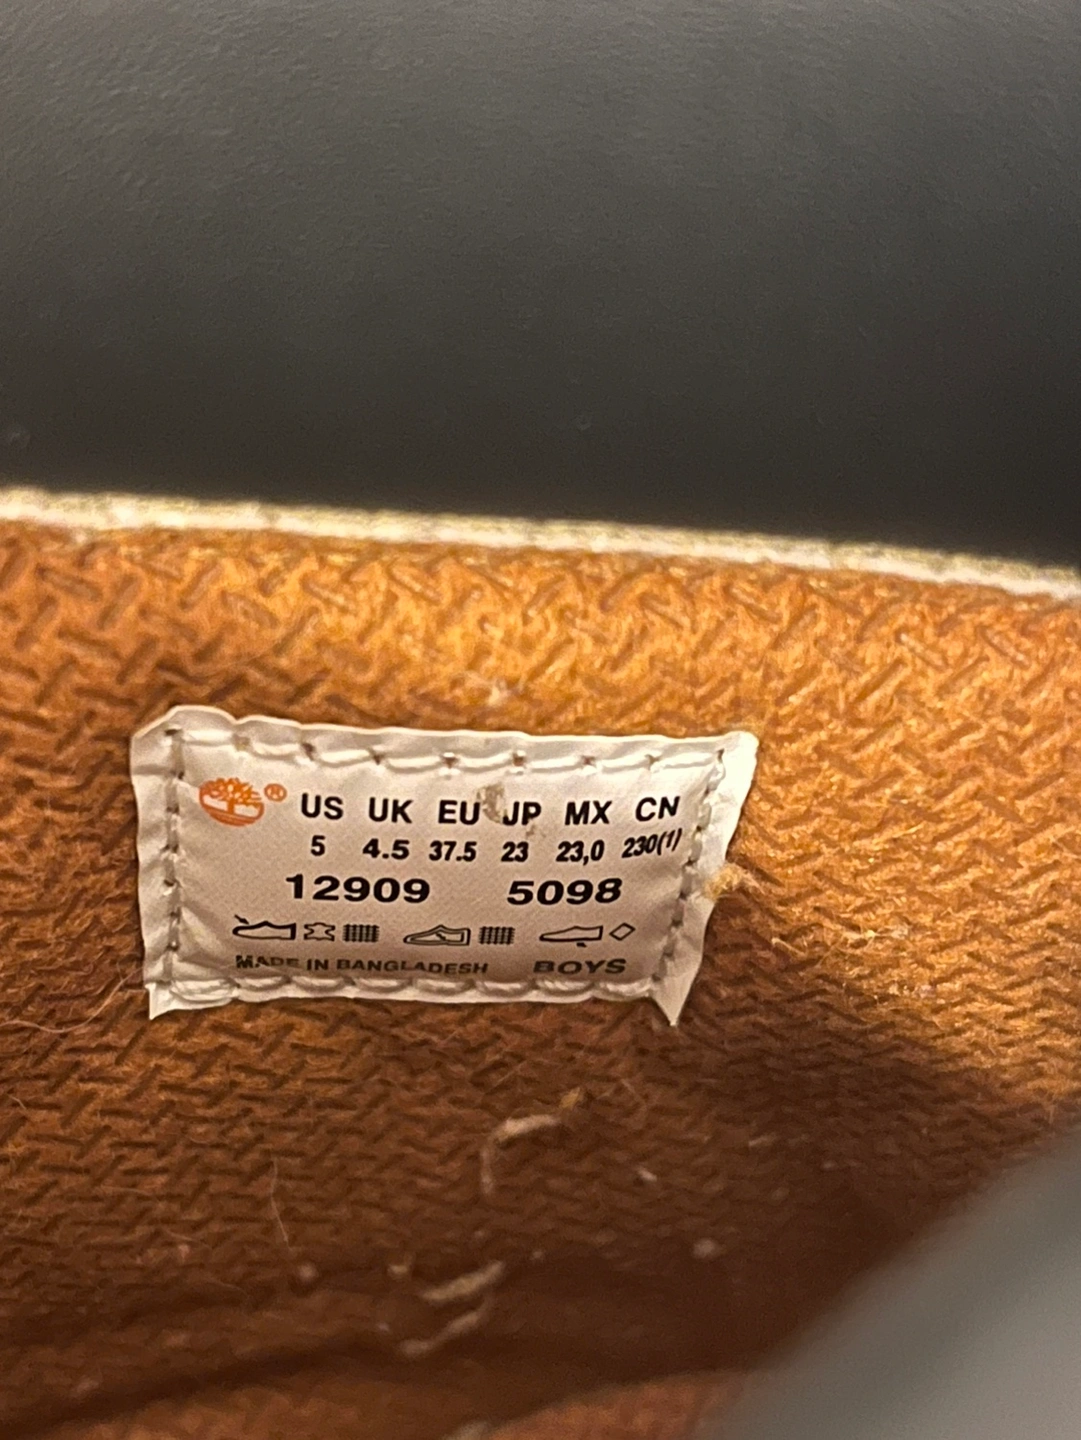 ® US UK EU JP MX CN
5 4.5 37.5 23 23,0 230(1)
12909 5098
MADE IN BANGLADESH BOYS